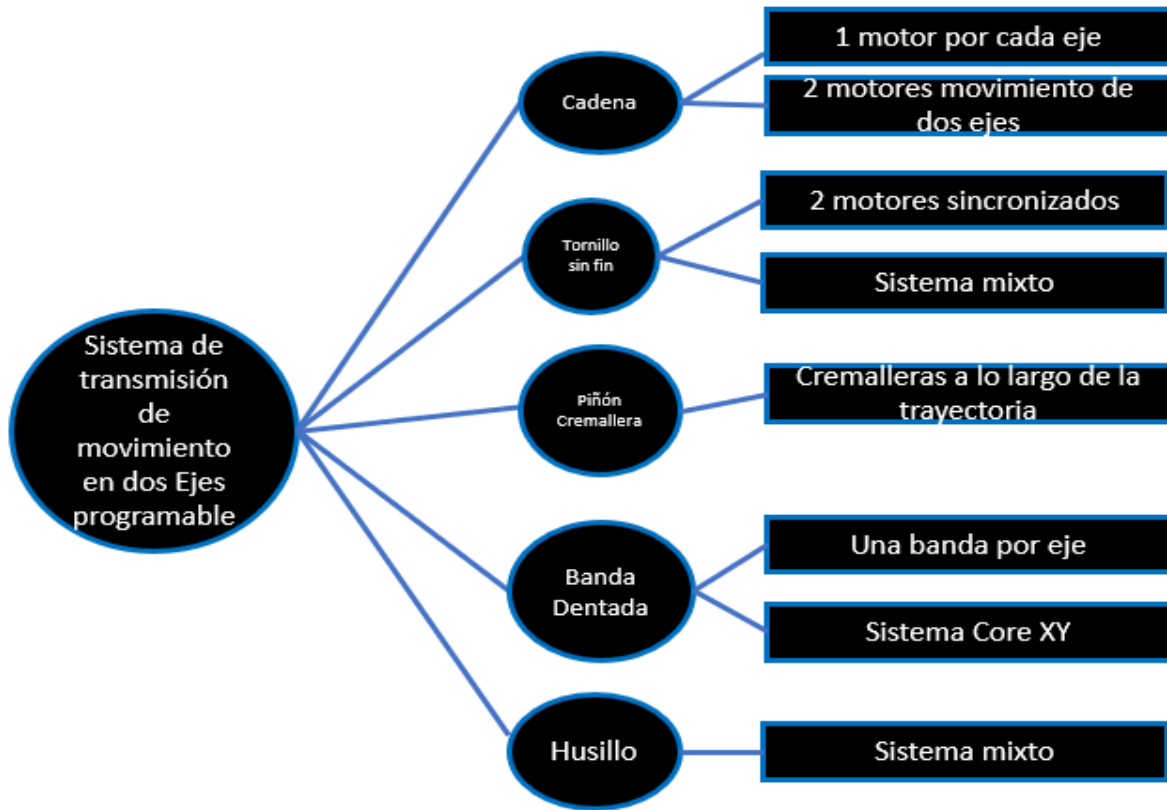 Sistema de
transmisión
de
movimiento
en dos Ejes
programable
Cadena
1 motor por cada eje
2 motores movimiento de
dos ejes
Tornillo
sin fin
2 motores sincronizados
Sistema mixto
Piñón
Cremallera
Cremalleras a lo largo de la
trayectoria
Banda
Dentada
Una banda por eje
Sistema Core XY
Husillo
Sistema mixto